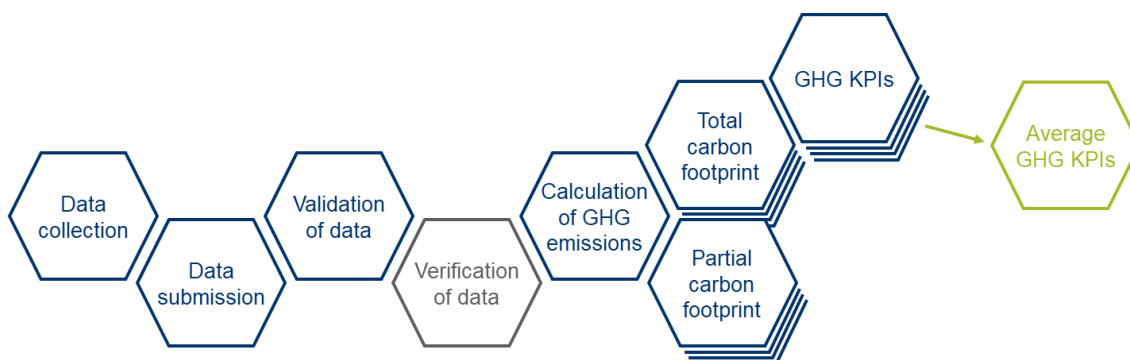 Data
collection
Data
submission
Validation
of data
Verification
of data
Calculation
of GHG
emissions
Total
carbon
footprint
Partial
carbon
footprint
GHG KPIs
Average
GHG KPIs